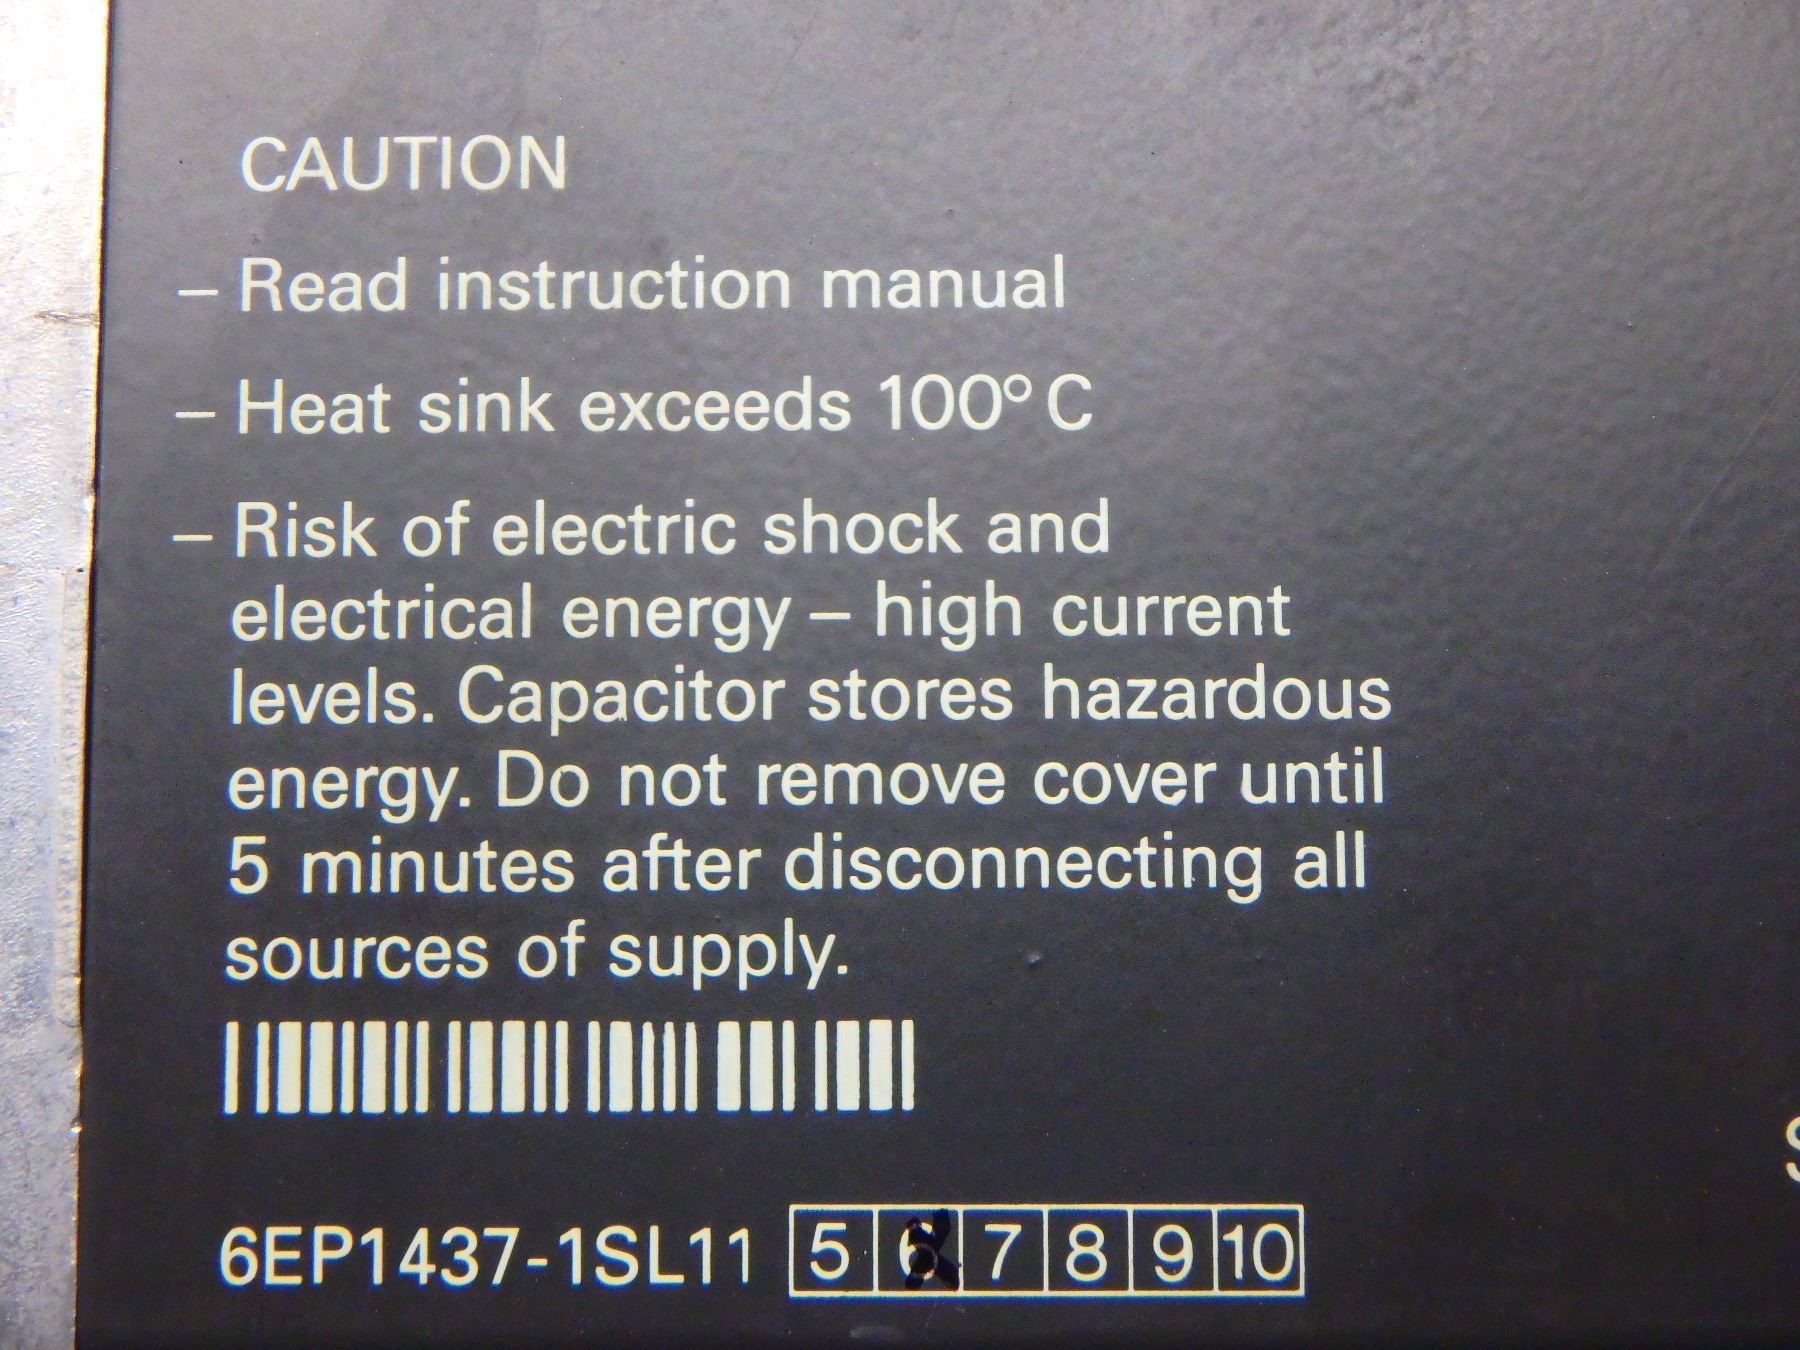 CAUTION
– Read instruction manual
– Heat sink exceeds 100° C
– Risk of electric shock and
electrical energy – high current
levels. Capacitor stores hazardous
energy. Do not remove cover until
5 minutes after disconnecting all
sources of supply.
6EP1437-1SL11 5 6 7 8 9 10